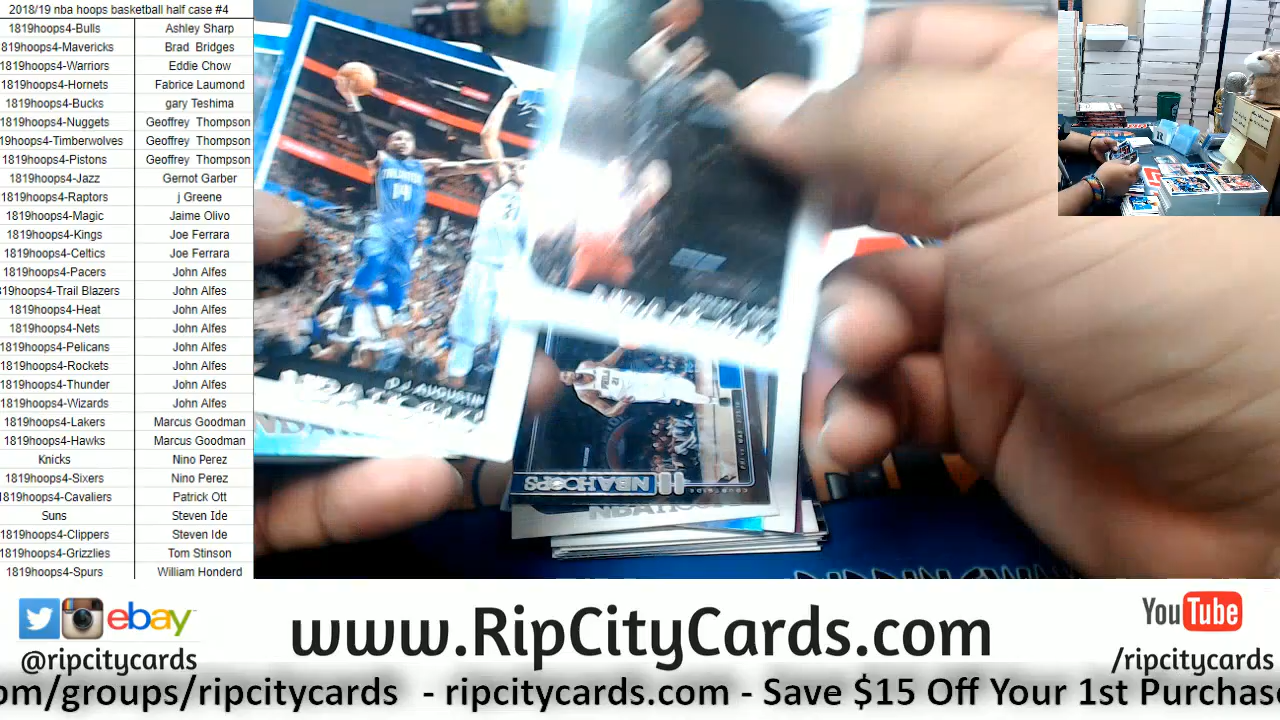 2018/19 nba hoops basketball half case #4
1819hoops4-Bulls Ashley Sharp
819hoops4-Mavericks Brad Bridges
1819hoops4-Warriors Eddie Chow
1819hoops4-Hornets Fabrice Laumond
1819hoops4-Bucks gary Teshima
1819hoops4-Nuggets Geoffrey Thompson
1819hoops4-Timberwolves Geoffrey Thompson
1819hoops4-Pistons Geoffrey Thompson
1819hoops4-Jazz Gernot Garber
1819hoops4-Raptors j Greene
1819hoops4-Magic Jaime Olivo
1819hoops4-Kings Joe Ferrara
1819hoops4-Celtics Joe Ferrara
1819hoops4-Pacers John Alfes
819hoops4-Trail Blazers John Alfes
1819hoops4-Heat John Alfes
1819hoops4-Nets John Alfes
1819hoops4-Pelicans John Alfes
1819hoops4-Rockets John Alfes
1819hoops4-Thunder John Alfes
1819hoops4-Wizards John Alfes
1819hoops4-Lakers Marcus Goodman
1819hoops4-Hawks Marcus Goodman
Knicks Nino Perez
1819hoops4-Sixers Nino Perez
1819hoops4-Cavaliers Patrick Ott
Suns Steven Ide
1819hoops4-Clippers Steven Ide
1819hoops4-Grizzlies Tom Stinson
1819hoops4-Spurs William Honderd
14
DJ AUGUSTIN
NBA HOOPS
ebay
@ripcitycards
www.RipCityCards.com
YouTube
/ripcitycards
om/groups/ripcitycards - ripcitycards.com - Save $15 Off Your 1st Purchase